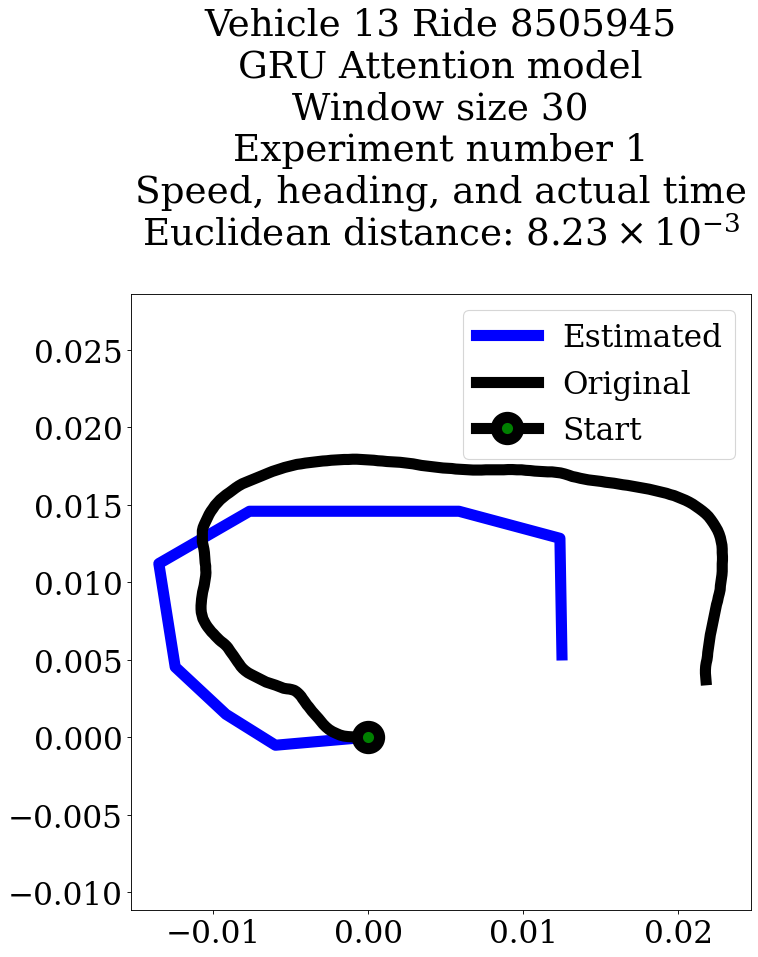 Vehicle 13 Ride 8505945
GRU Attention model
Window size 30
Experiment number 1
Speed, heading, and actual time
Euclidean distance: 8.23 × 10⁻³
Estimated
Original
Start
0.025
0.020
0.015
0.010
0.005
0.000
−0.005
−0.010
−0.01 0.00 0.01 0.02